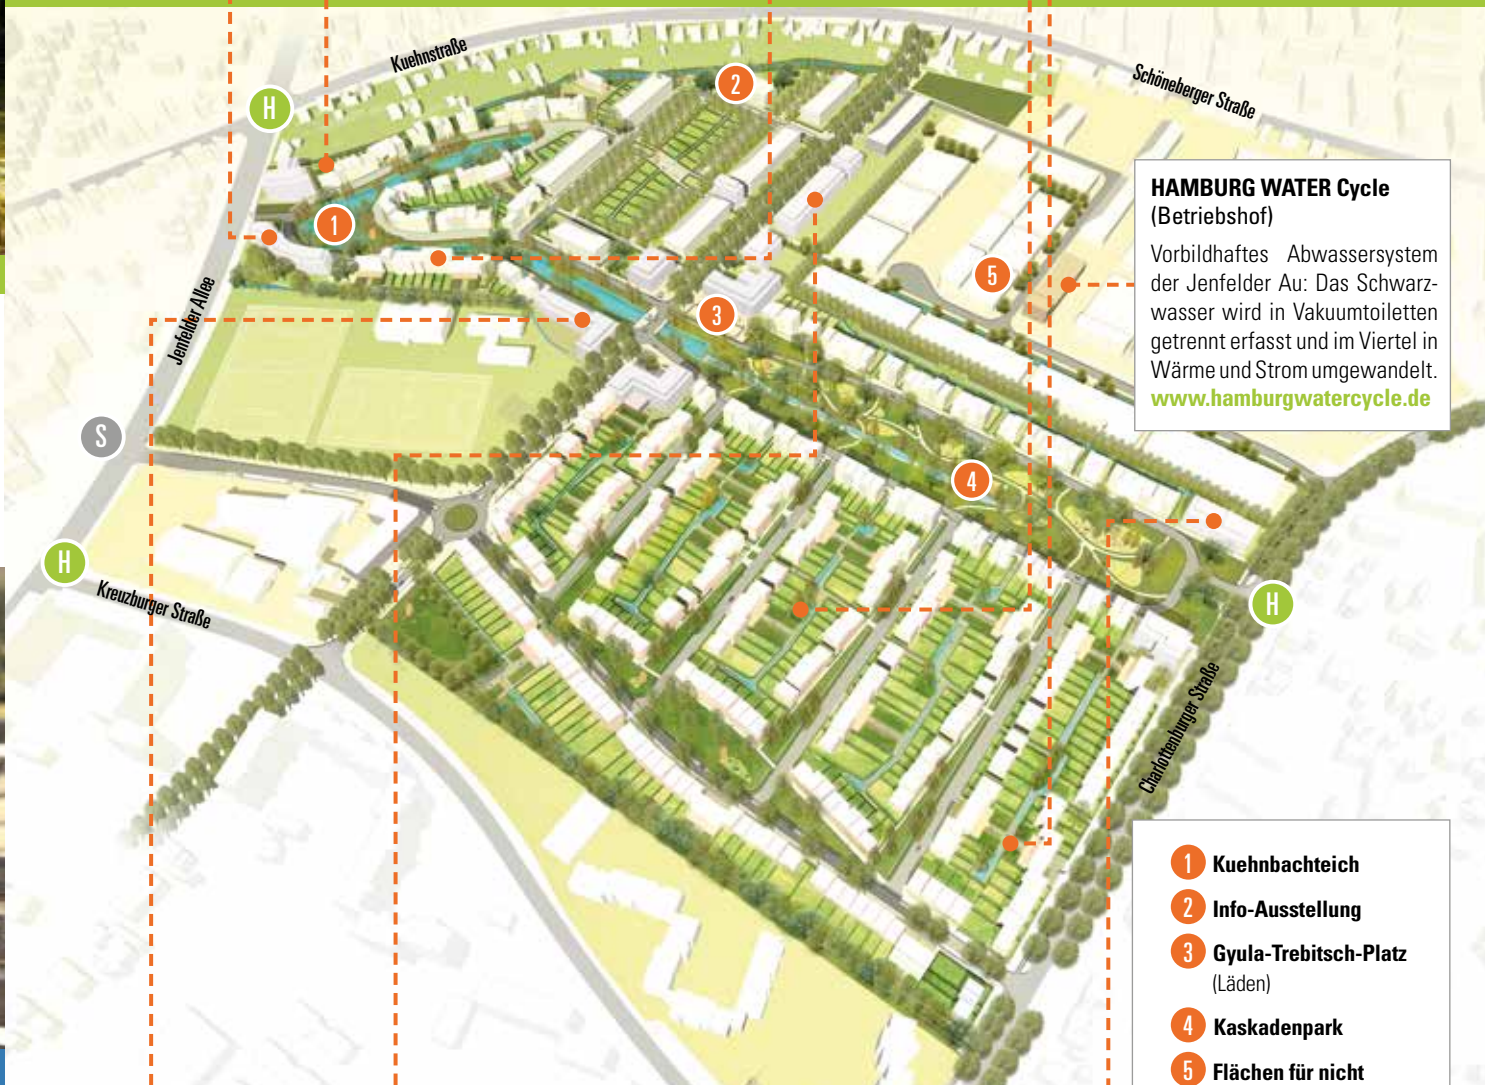 Kuehnstraße
Schöneberger Straße
H
2
1
HAMBURG WATER Cycle
(Betriebshof)
Vorbildhaftes Abwassersystem
der Jenfelder Au: Das Schwarz-
wasser wird in Vakuumtoiletten
getrennt erfasst und im Viertel in
Wärme und Strom umgewandelt.
www.hamburgwatercycle.de
5
3
Jenfelder Allee
S
4
H
Kreuzburger Straße
H
Charlottenburger Straße
1 Kuehnbachteich
2 Info-Ausstellung
3 Gyula-Trebitsch-Platz
(Läden)
4 Kaskadenpark
5 Flächen für nicht